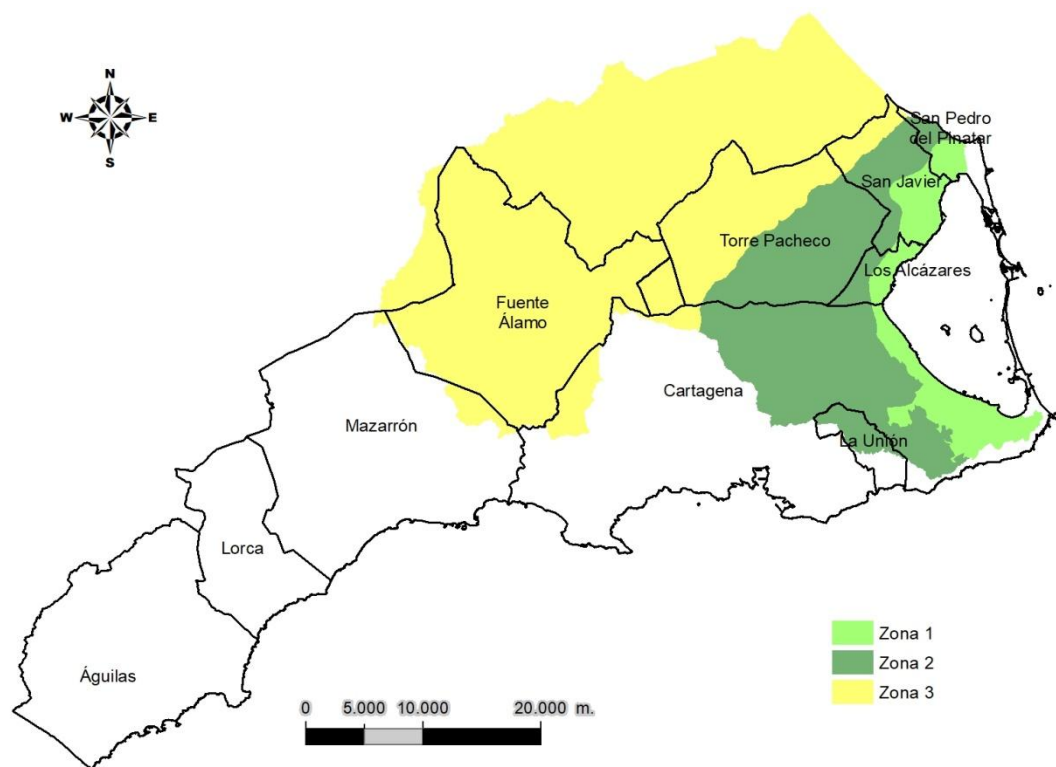 N
W E
S
San Pedro
del Pinatar
San Javier
Torre Pacheco
Los Alcázares
Fuente
Álamo
Cartagena
Mazarrón
La Unión
Lorca
Águilas
Zona 1
Zona 2
Zona 3
0 5.000 10.000 20.000 m.